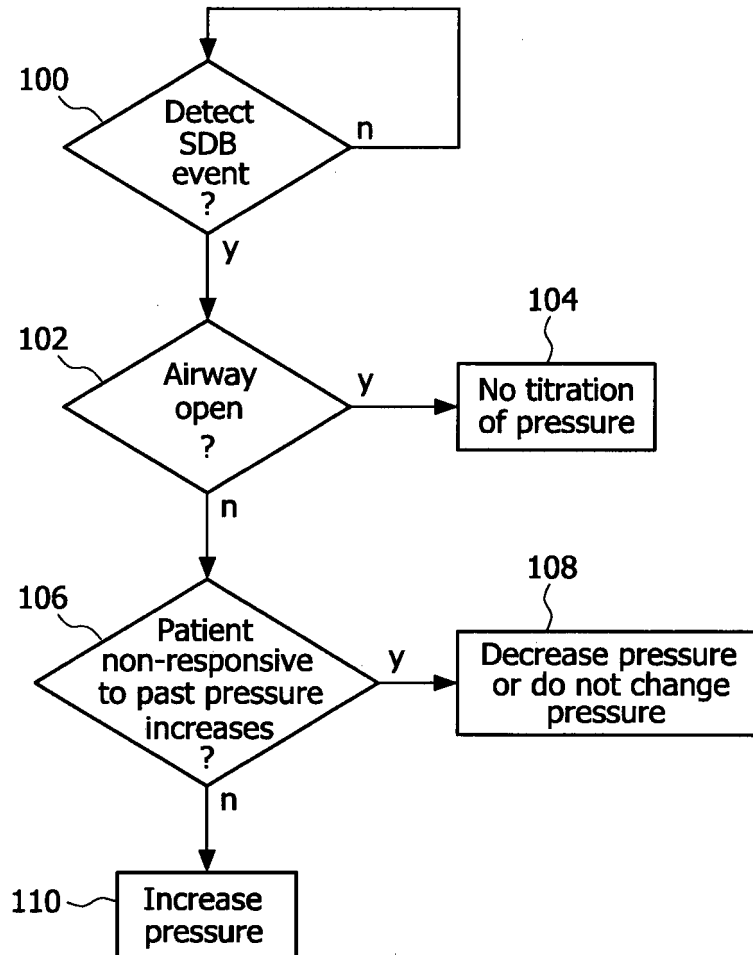 100
Detect
SDB
event
?
n
y
102
Airway
open
?
y
104
No titration
of pressure
n
106
Patient
non-responsive
to past pressure
increases
?
y
108
Decrease pressure
or do not change
pressure
n
110
Increase
pressure